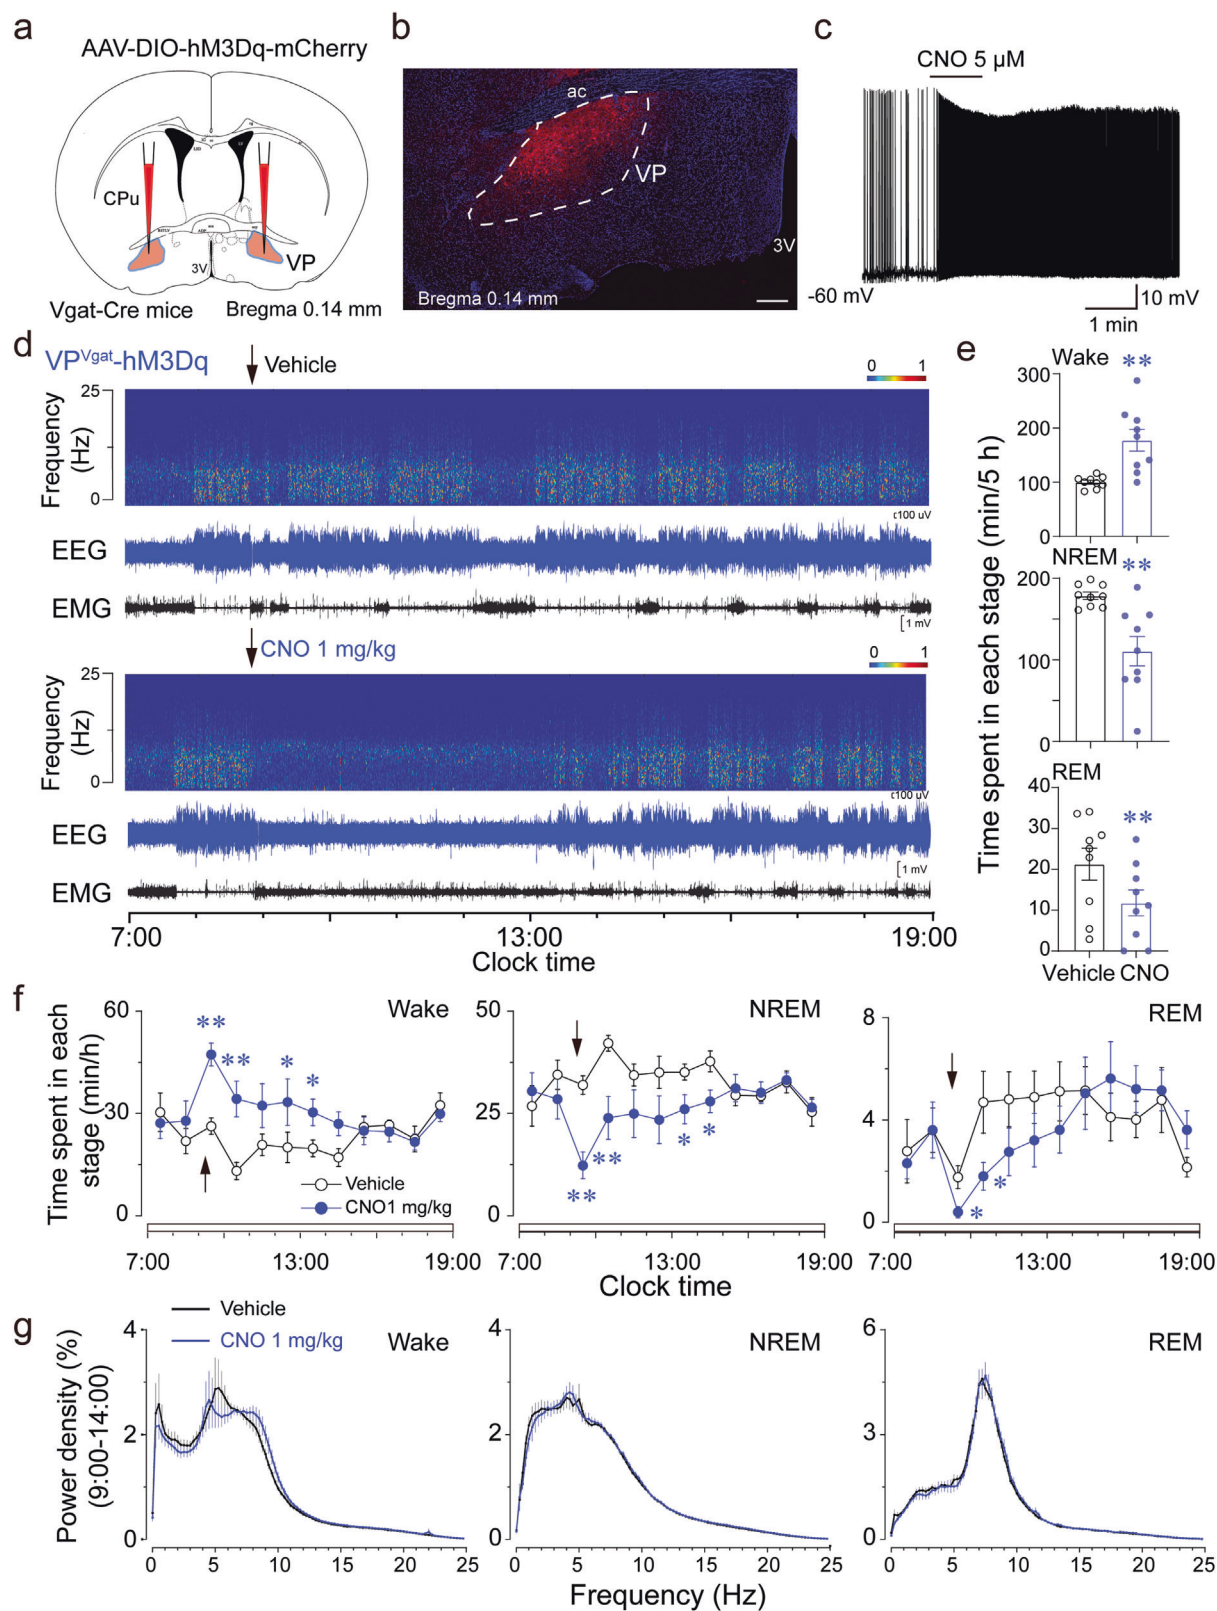 a
AAV-DIO-hM3Dq-mCherry
CPu
3V
VP
Vgat-Cre mice
Bregma 0.14 mm
b
ac
VP
3V
Bregma 0.14 mm
c
CNO 5 μM
-60 mV
10 mV
1 min
d
VPVgat-hM3Dq
Vehicle
0 1
25
Frequency
(Hz)
0
100 uV
EEG
EMG
1 mV
CNO 1 mg/kg
0 1
25
Frequency
(Hz)
0
100 uV
EEG
1 mV
EMG
7:00 13:00 19:00
Clock time
e
Time spent in each stage (min/5 h)
Wake
**
300
200
100
0
NREM
**
200
100
0
REM
**
40
30
20
10
0
Vehicle CNO
f
Time spent in each
stage (min/h)
Wake
60
30
0
**
**
*
*
Vehicle
CNO1 mg/kg
7:00 13:00 19:00
NREM
50
25
0
**
**
*
*
7:00 13:00 19:00
REM
8
4
0
*
*
7:00 13:00 19:00
Clock time
g
Vehicle
CNO 1 mg/kg
Power density (%)
(9:00-14:00)
Wake
4
2
0
0 5 10 15 20 25
NREM
4
2
0
0 5 10 15 20 25
REM
6
3
0
0 5 10 15 20 25
Frequency (Hz)